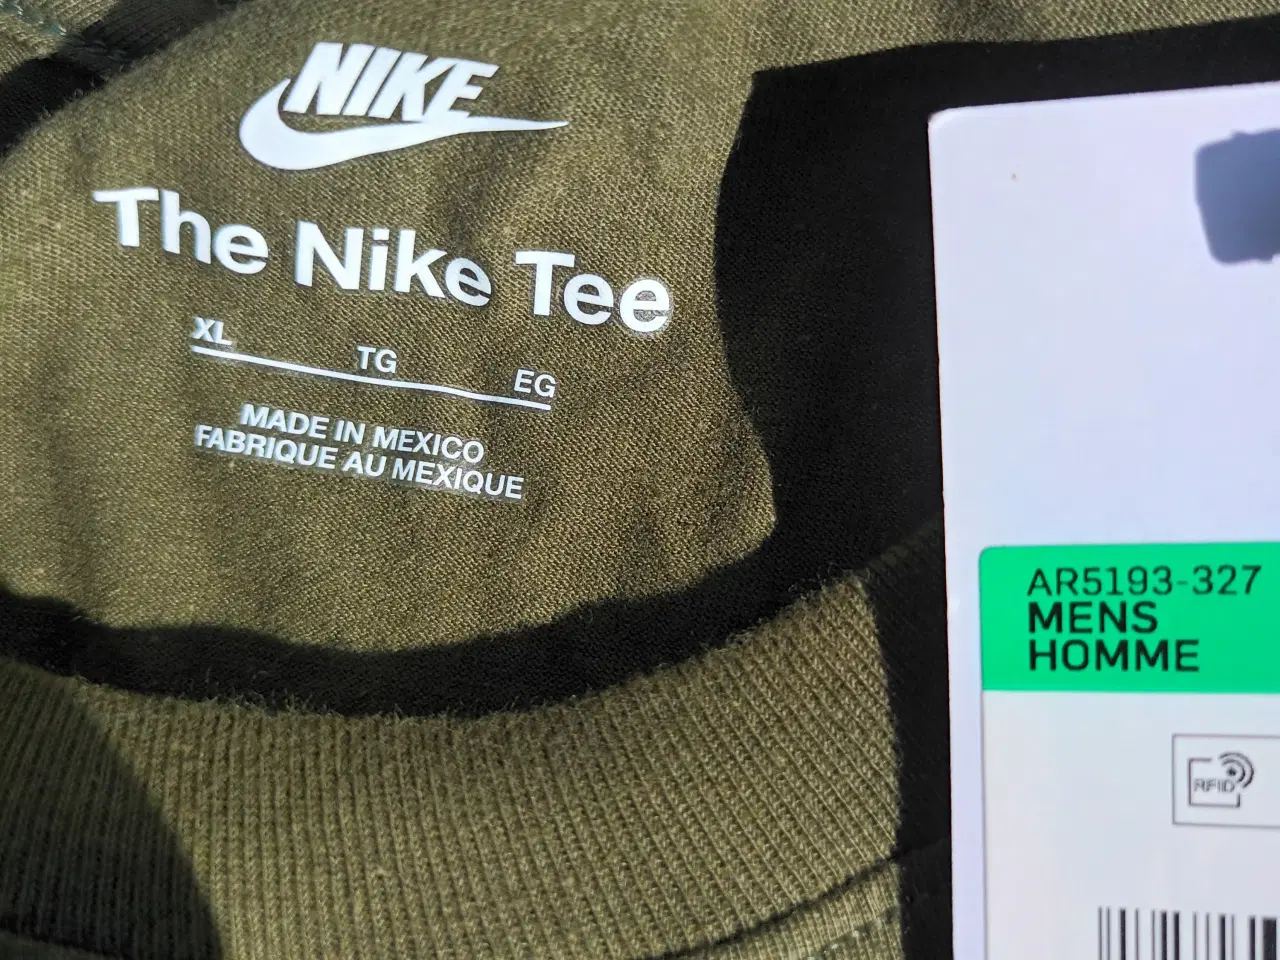 NIKE
The Nike Tee
XL TG EG
MADE IN MEXICO
FABRIQUE AU MEXIQUE
AR5193-327
MENS
HOMME
RFID